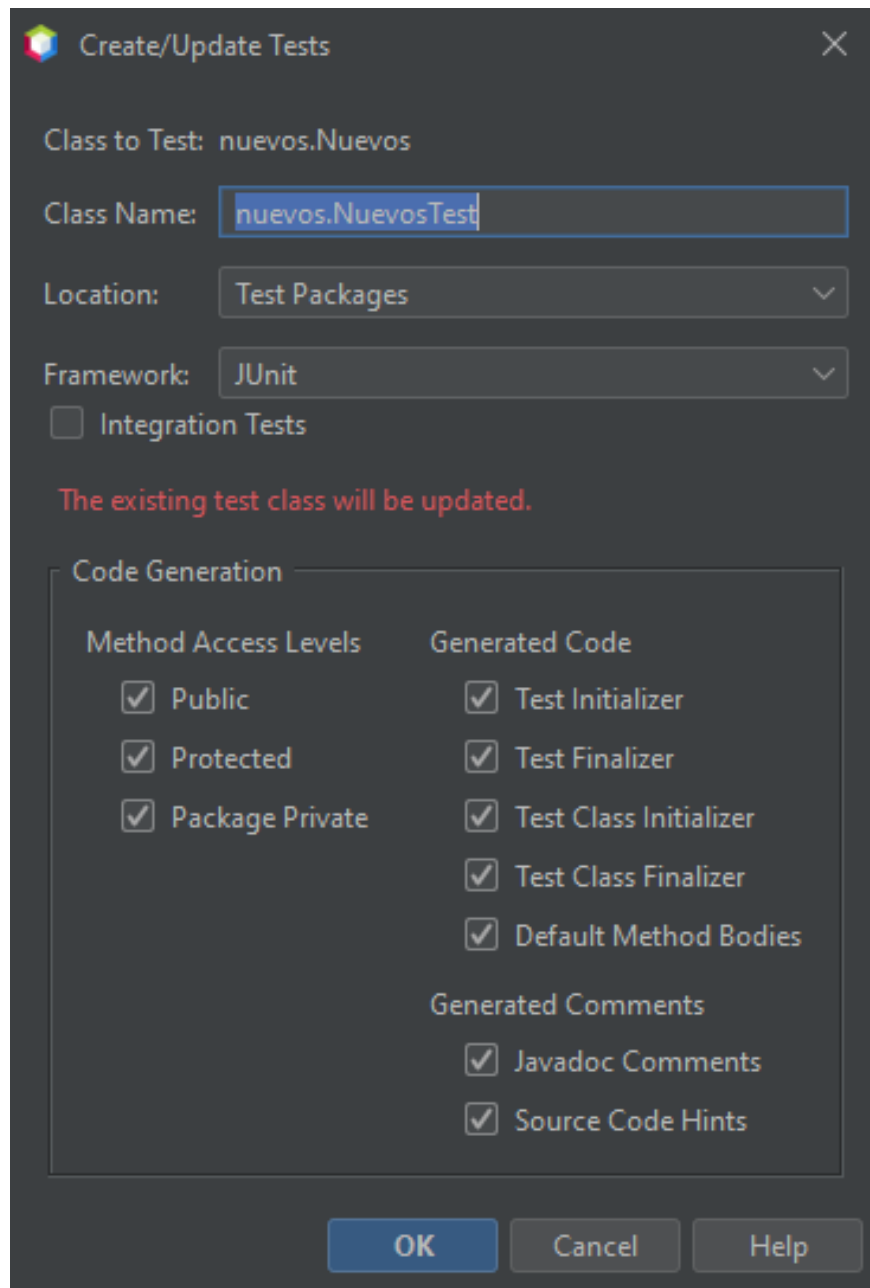 Create/Update Tests
Class to Test: nuevos.Nuevos
Class Name: nuevos.NuevosTest
Location: Test Packages
Framework: JUnit
Integration Tests
The existing test class will be updated.
Code Generation
Method Access Levels
Public
Protected
Package Private
Generated Code
Test Initializer
Test Finalizer
Test Class Initializer
Test Class Finalizer
Default Method Bodies
Generated Comments
Javadoc Comments
Source Code Hints
OK Cancel Help